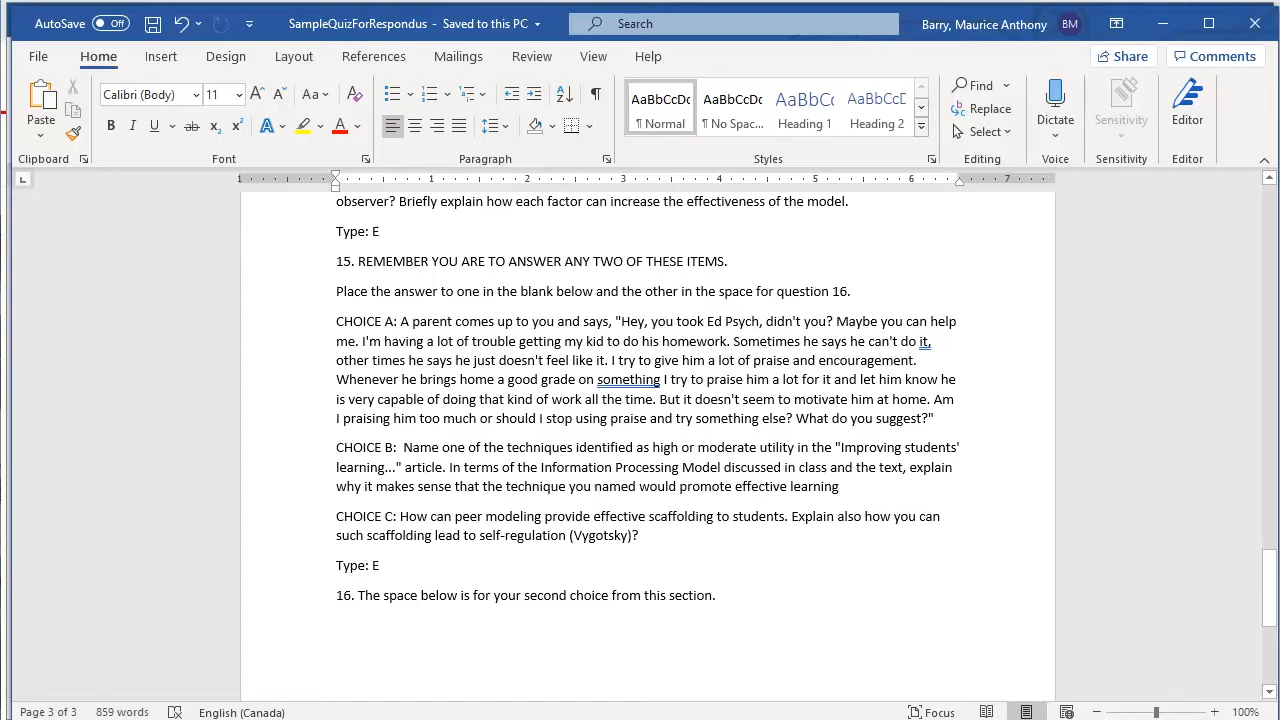 AutoSave Off SampleQuizForRespondus - Saved to this PC Search Barry, Maurice Anthony BM
File Home Insert Design Layout References Mailings Review View Help Share Comments
Paste
Clipboard
Calibri (Body) 11 Aa
B I U ab x2 x2 A A
Font
Paragraph
AaBbCcDc AaBbCcDc AaBbCc AaBbCcD
¶ Normal ¶ No Spac... Heading 1 Heading 2
Styles
Find
Replace
Select
Editing
Dictate
Voice
Sensitivity
Sensitivity
Editor
Editor
1 1 2 3 4 5 6 7
observer? Briefly explain how each factor can increase the effectiveness of the model.
Type: E
15. REMEMBER YOU ARE TO ANSWER ANY TWO OF THESE ITEMS.
Place the answer to one in the blank below and the other in the space for question 16.
CHOICE A: A parent comes up to you and says, "Hey, you took Ed Psych, didn't you? Maybe you can help
me. I'm having a lot of trouble getting my kid to do his homework. Sometimes he says he can't do it,
other times he says he just doesn't feel like it. I try to give him a lot of praise and encouragement.
Whenever he brings home a good grade on something I try to praise him a lot for it and let him know he
is very capable of doing that kind of work all the time. But it doesn't seem to motivate him at home. Am
I praising him too much or should I stop using praise and try something else? What do you suggest?"
CHOICE B:  Name one of the techniques identified as high or moderate utility in the "Improving students'
learning..." article. In terms of the Information Processing Model discussed in class and the text, explain
why it makes sense that the technique you named would promote effective learning
CHOICE C: How can peer modeling provide effective scaffolding to students. Explain also how you can
such scaffolding lead to self-regulation (Vygotsky)?
Type: E
16. The space below is for your second choice from this section.
Page 3 of 3 859 words English (Canada) Focus 100%